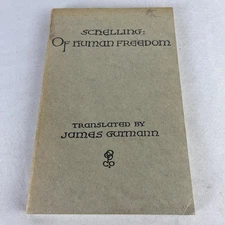 SCHELLING:
OF HUMAN FREEDOM
TRANSLATED BY
JAMES GUTMANN